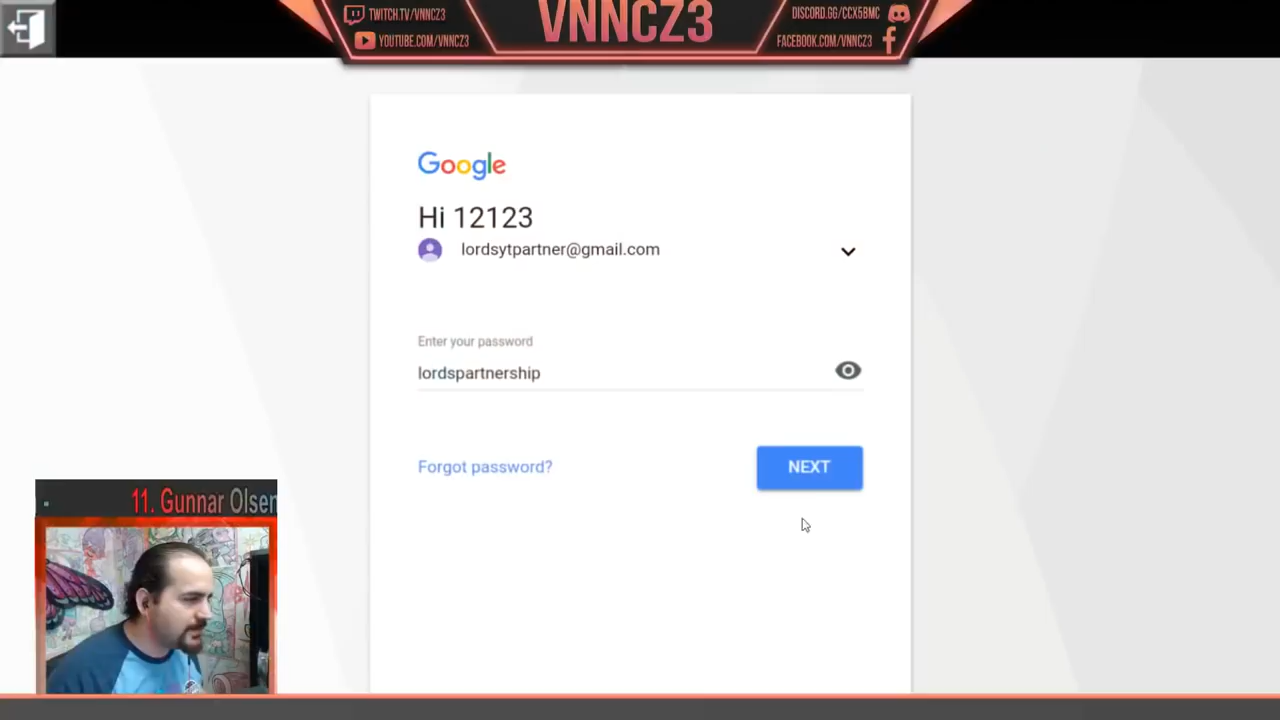 TWITCH.TV/VNNCZ3
YOUTUBE.COM/VNNCZ3
VNNCZ3
DISCORD.GG/CCX5BMC
FACEBOOK.COM/VNNCZ3
Google
Hi 12123
lordsytpartner@gmail.com
Enter your password
lordspartnership
Forgot password?
NEXT
11. Gunnar Olsen